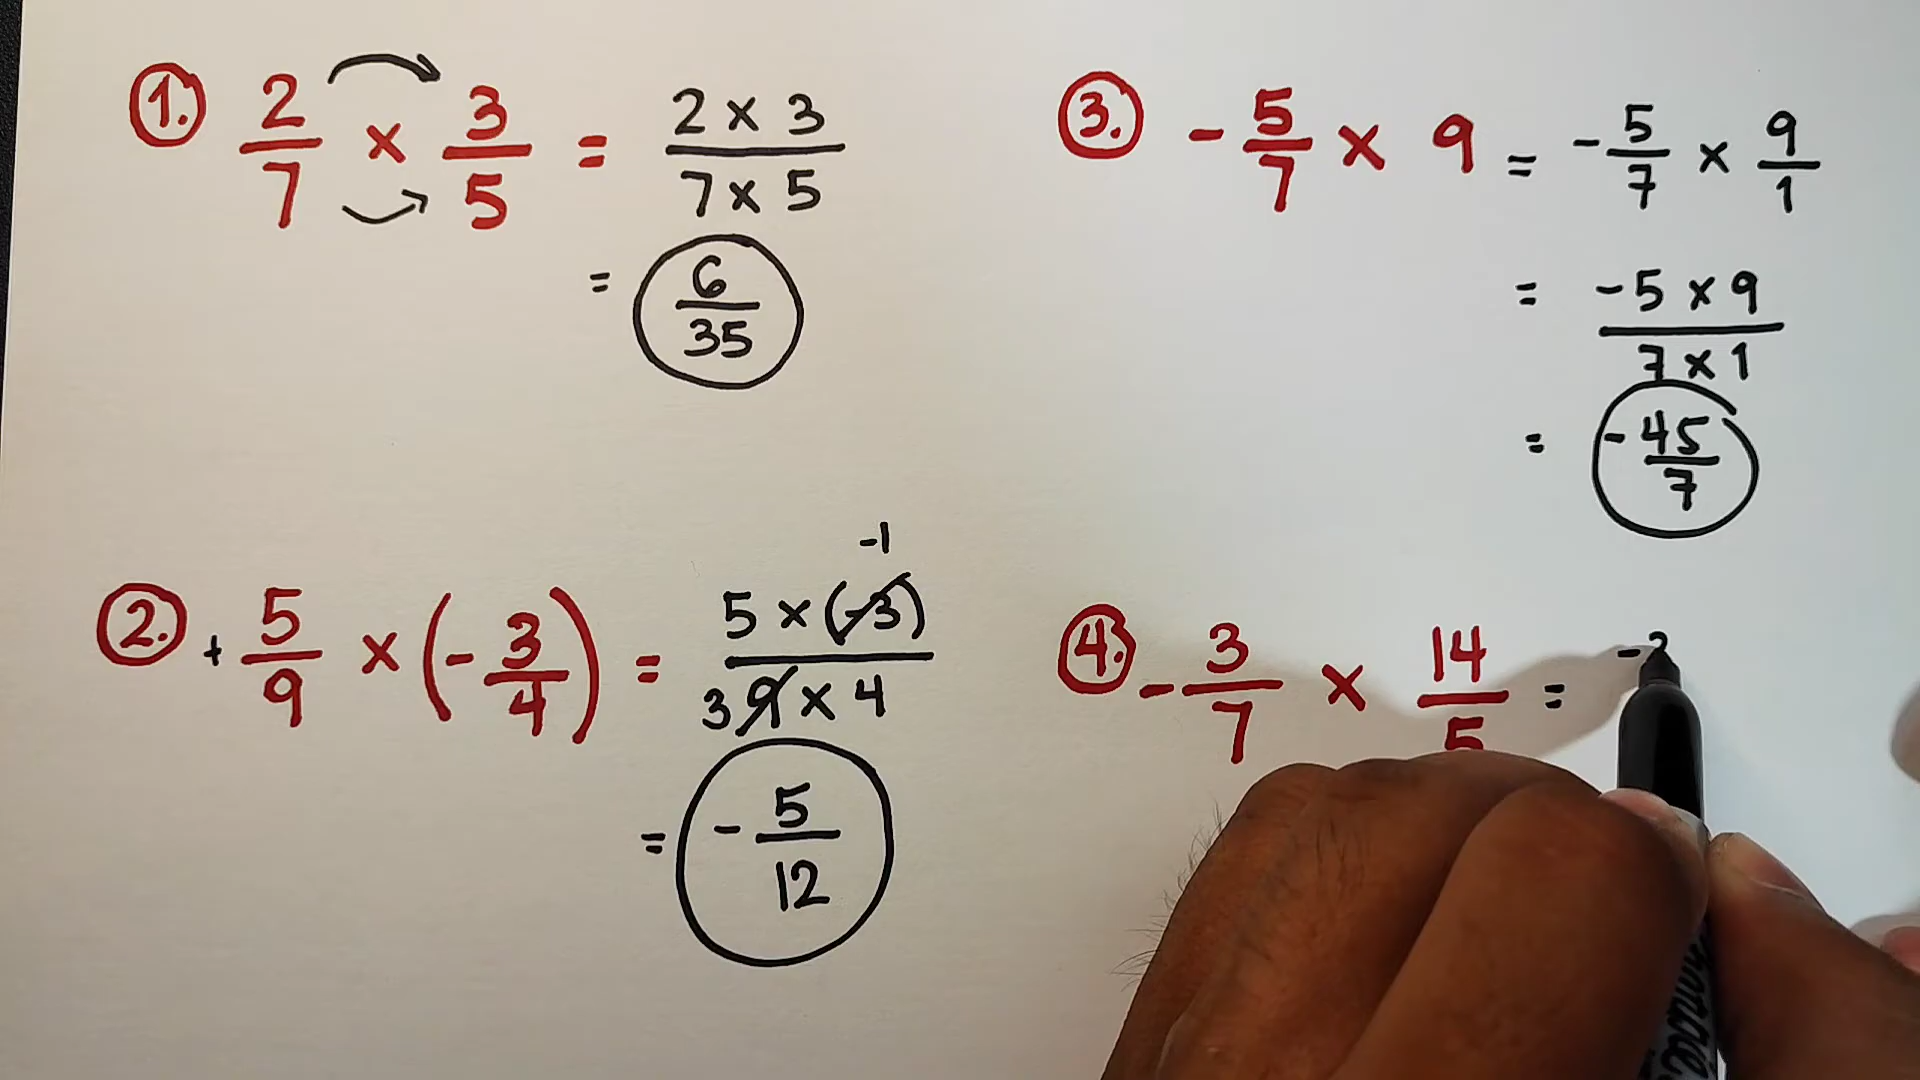 1. 2/7 × 3/5 = 2 × 3 / 7 × 5
= 6/35
2. + 5/9 × (- 3/4) = 5 × (-3) / 9 × 4
-1
3
= - 5/12
3. - 5/7 × 9 = - 5/7 × 9/1
= -5 × 9 / 7 × 1
= - 45/7
4. - 3/7 × 14/5 = -